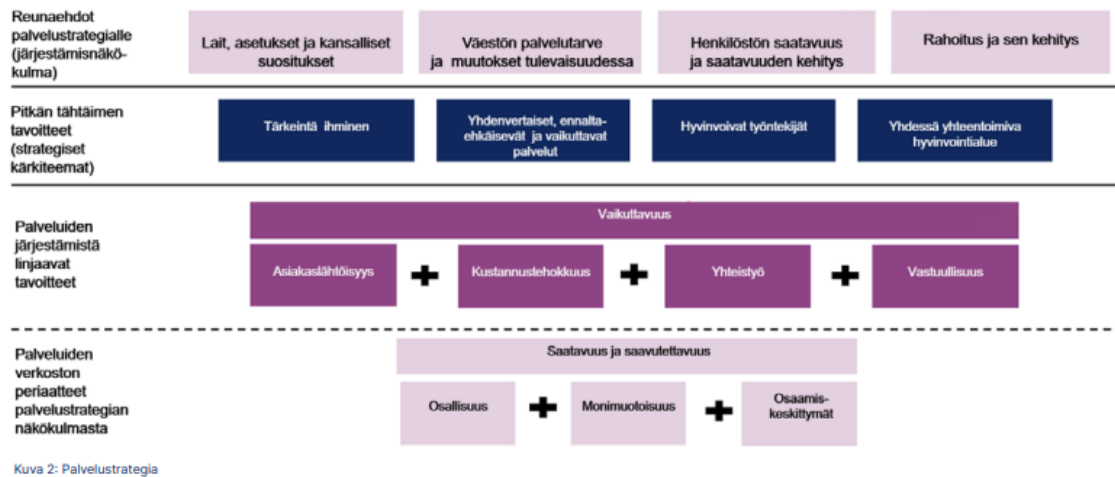 Reunaehdot
palvelustrategialle
(järjestämisnäkö-
kulma)
Lait, asetukset ja kansalliset
suositukset
Väestön palvelutarve
ja muutokset tulevaisuudessa
Henkilöstön saatavuus
ja saatavuuden kehitys
Rahoitus ja sen kehitys
Pitkän tähtäimen
tavoitteet
(strategiset
kärkiteemat)
Tärkeintä ihminen
Yhdenvertaiset, ennalta-
ehkäisevät ja vaikuttavat
palvelut
Hyvinvoivat työntekijät
Yhdessä yhteentoimiva
hyvinvointialue
Palveluiden
järjestämistä
linjaavat
tavoitteet
Vaikuttavuus
Asiakaslähtöisyys
Kustannustehokkuus
Yhteistyö
Vastuullisuus
Palveluiden
verkoston
periaatteet
palvelustrategian
näkökulmasta
Saatavuus ja saavutettavuus
Osallisuus
Monimuotoisuus
Osaamis-
keskittymät
Kuva 2: Palvelustrategia